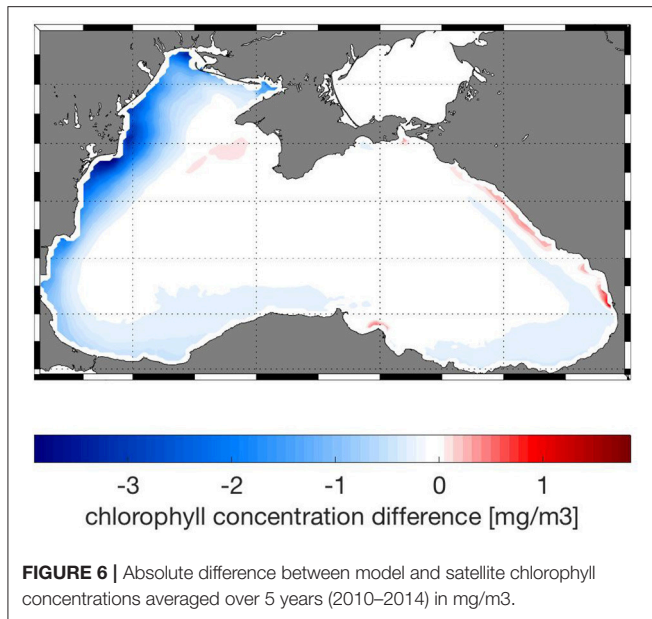 -3 -2 -1 0 1
chlorophyll concentration difference [mg/m3]
FIGURE 6 | Absolute difference between model and satellite chlorophyll
concentrations averaged over 5 years (2010–2014) in mg/m3.